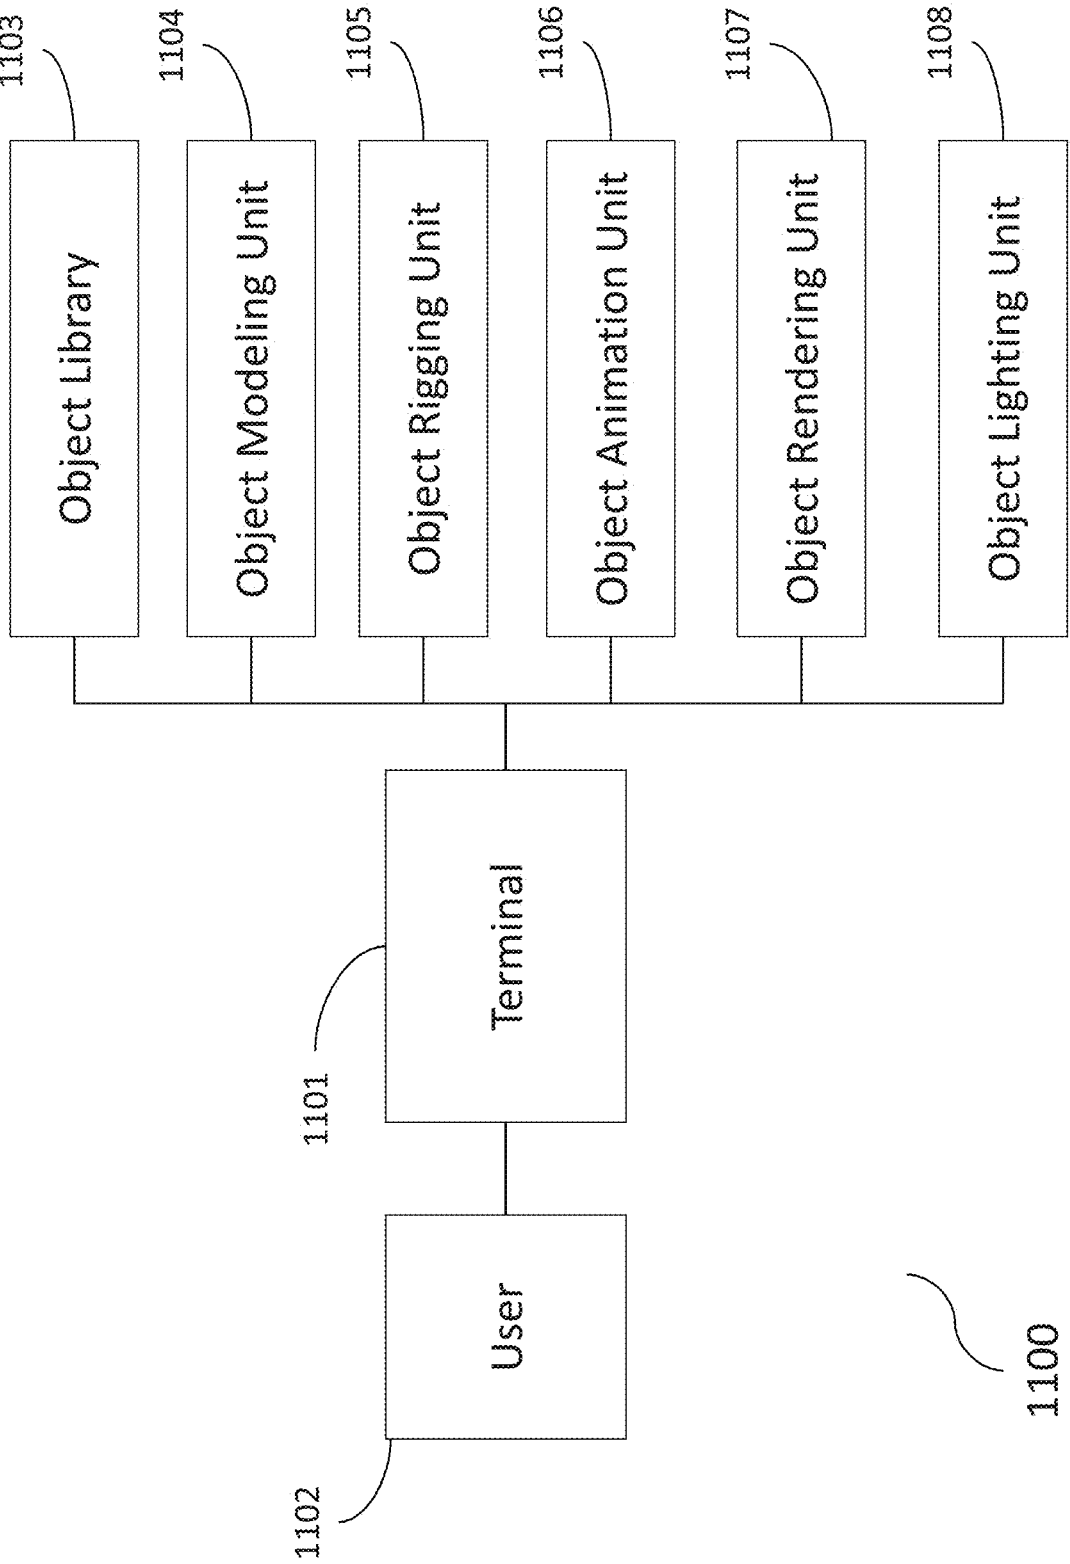 1103
Object Library
1104
Object Modeling Unit
1105
Object Rigging Unit
1106
Object Animation Unit
1107
Object Rendering Unit
1108
Object Lighting Unit
1101
Terminal
1102
User
1100